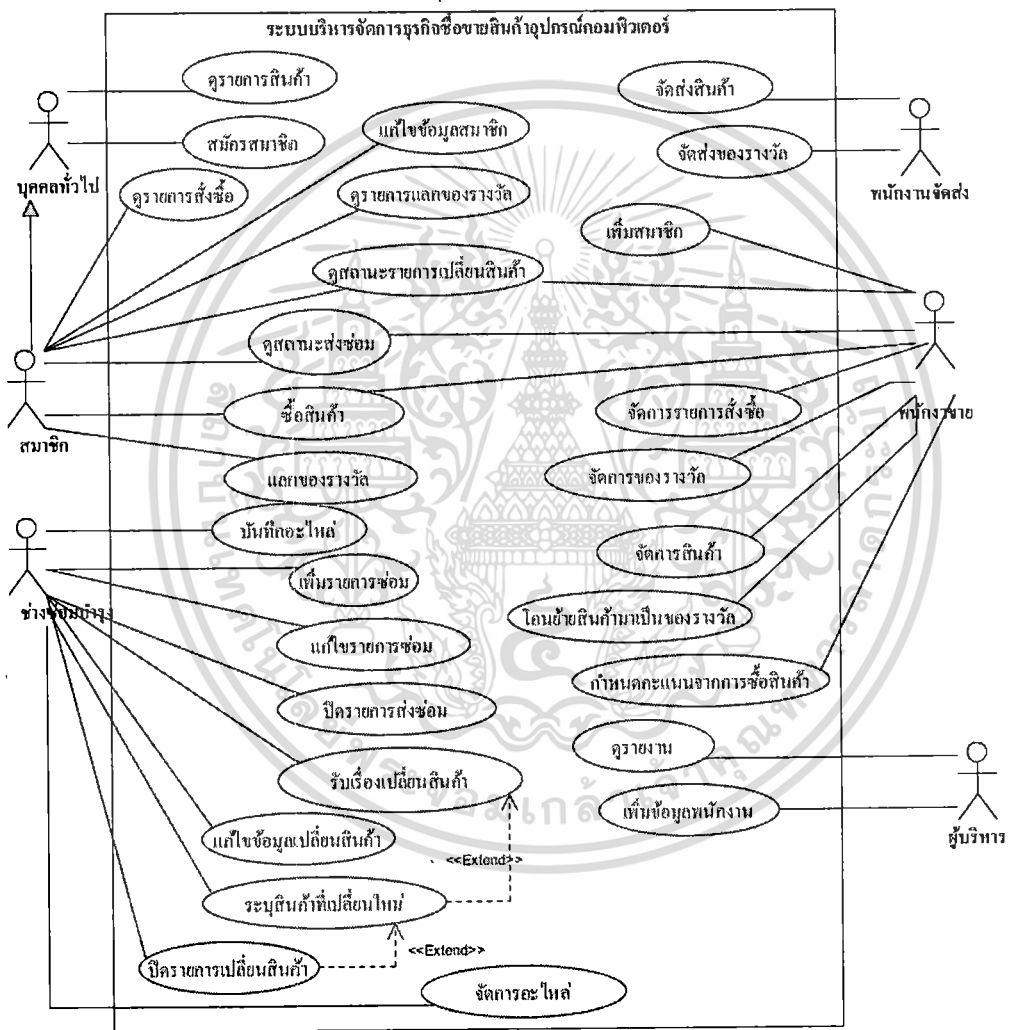 ระบบบริหารจัดการธุรกิจซื้อขายสินค้าอุปกรณ์คอมพิวเตอร์
ดูรายการสินค้า
จัดส่งสินค้า
สมัครสมาชิก
แก้ไขข้อมูลสมาชิก
จัดส่งของรางวัล
บุคคลทั่วไป
ดูรายการสั่งซื้อ
ดูรายการแลกของรางวัล
พนักงานจัดส่ง
เพิ่มสมาชิก
ดูสถานะรายการเปลี่ยนสินค้า
ดูสถานะส่งซ่อม
ซื้อสินค้า
จัดการรายการสั่งซื้อ
พนักงาขาย
สมาชิก
แลกของรางวัล
จัดการของรางวัล
บันทึกอะไหล่
จัดการสินค้า
เพิ่มรายการซ่อม
ช่างซ่อมบำรุง
โอนย้ายสินค้ามาเป็นของรางวัล
แก้ไขรายการซ่อม
กำหนดคะแนนจากการซื้อสินค้า
ปิดรายการส่งซ่อม
ดูรายงาน
รับเรื่องเปลี่ยนสินค้า
เพิ่มข้อมูลพนักงาน
ผู้บริหาร
แก้ไขข้อมูลเปลี่ยนสินค้า
<<Extend>>
ระบุสินค้าที่เปลี่ยนใหม่
<<Extend>>
ปิดรายการเปลี่ยนสินค้า
จัดการอะไหล่